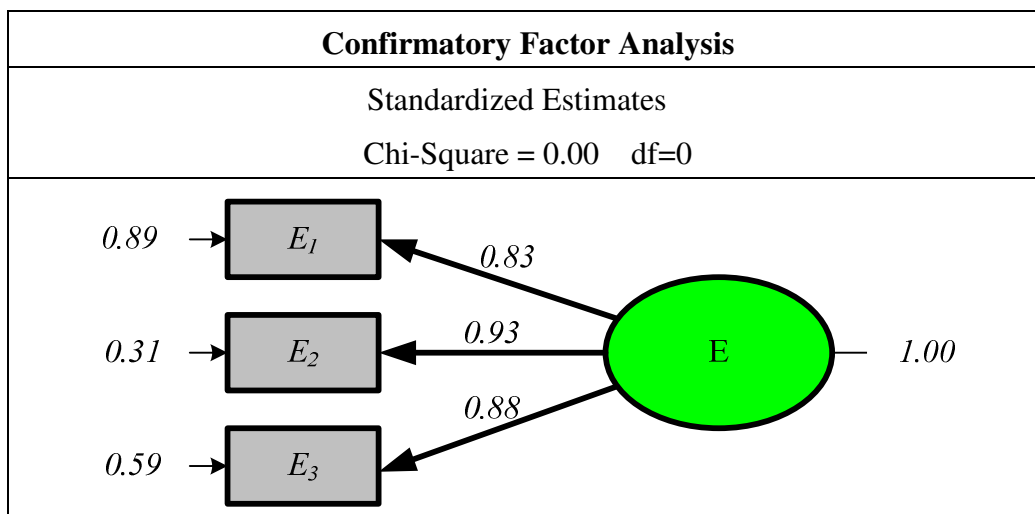 Confirmatory Factor Analysis
Standardized Estimates
Chi-Square = 0.00 df=0
0.89 E1 0.83
0.31 E2 0.93 E 1.00
0.59 E3 0.88